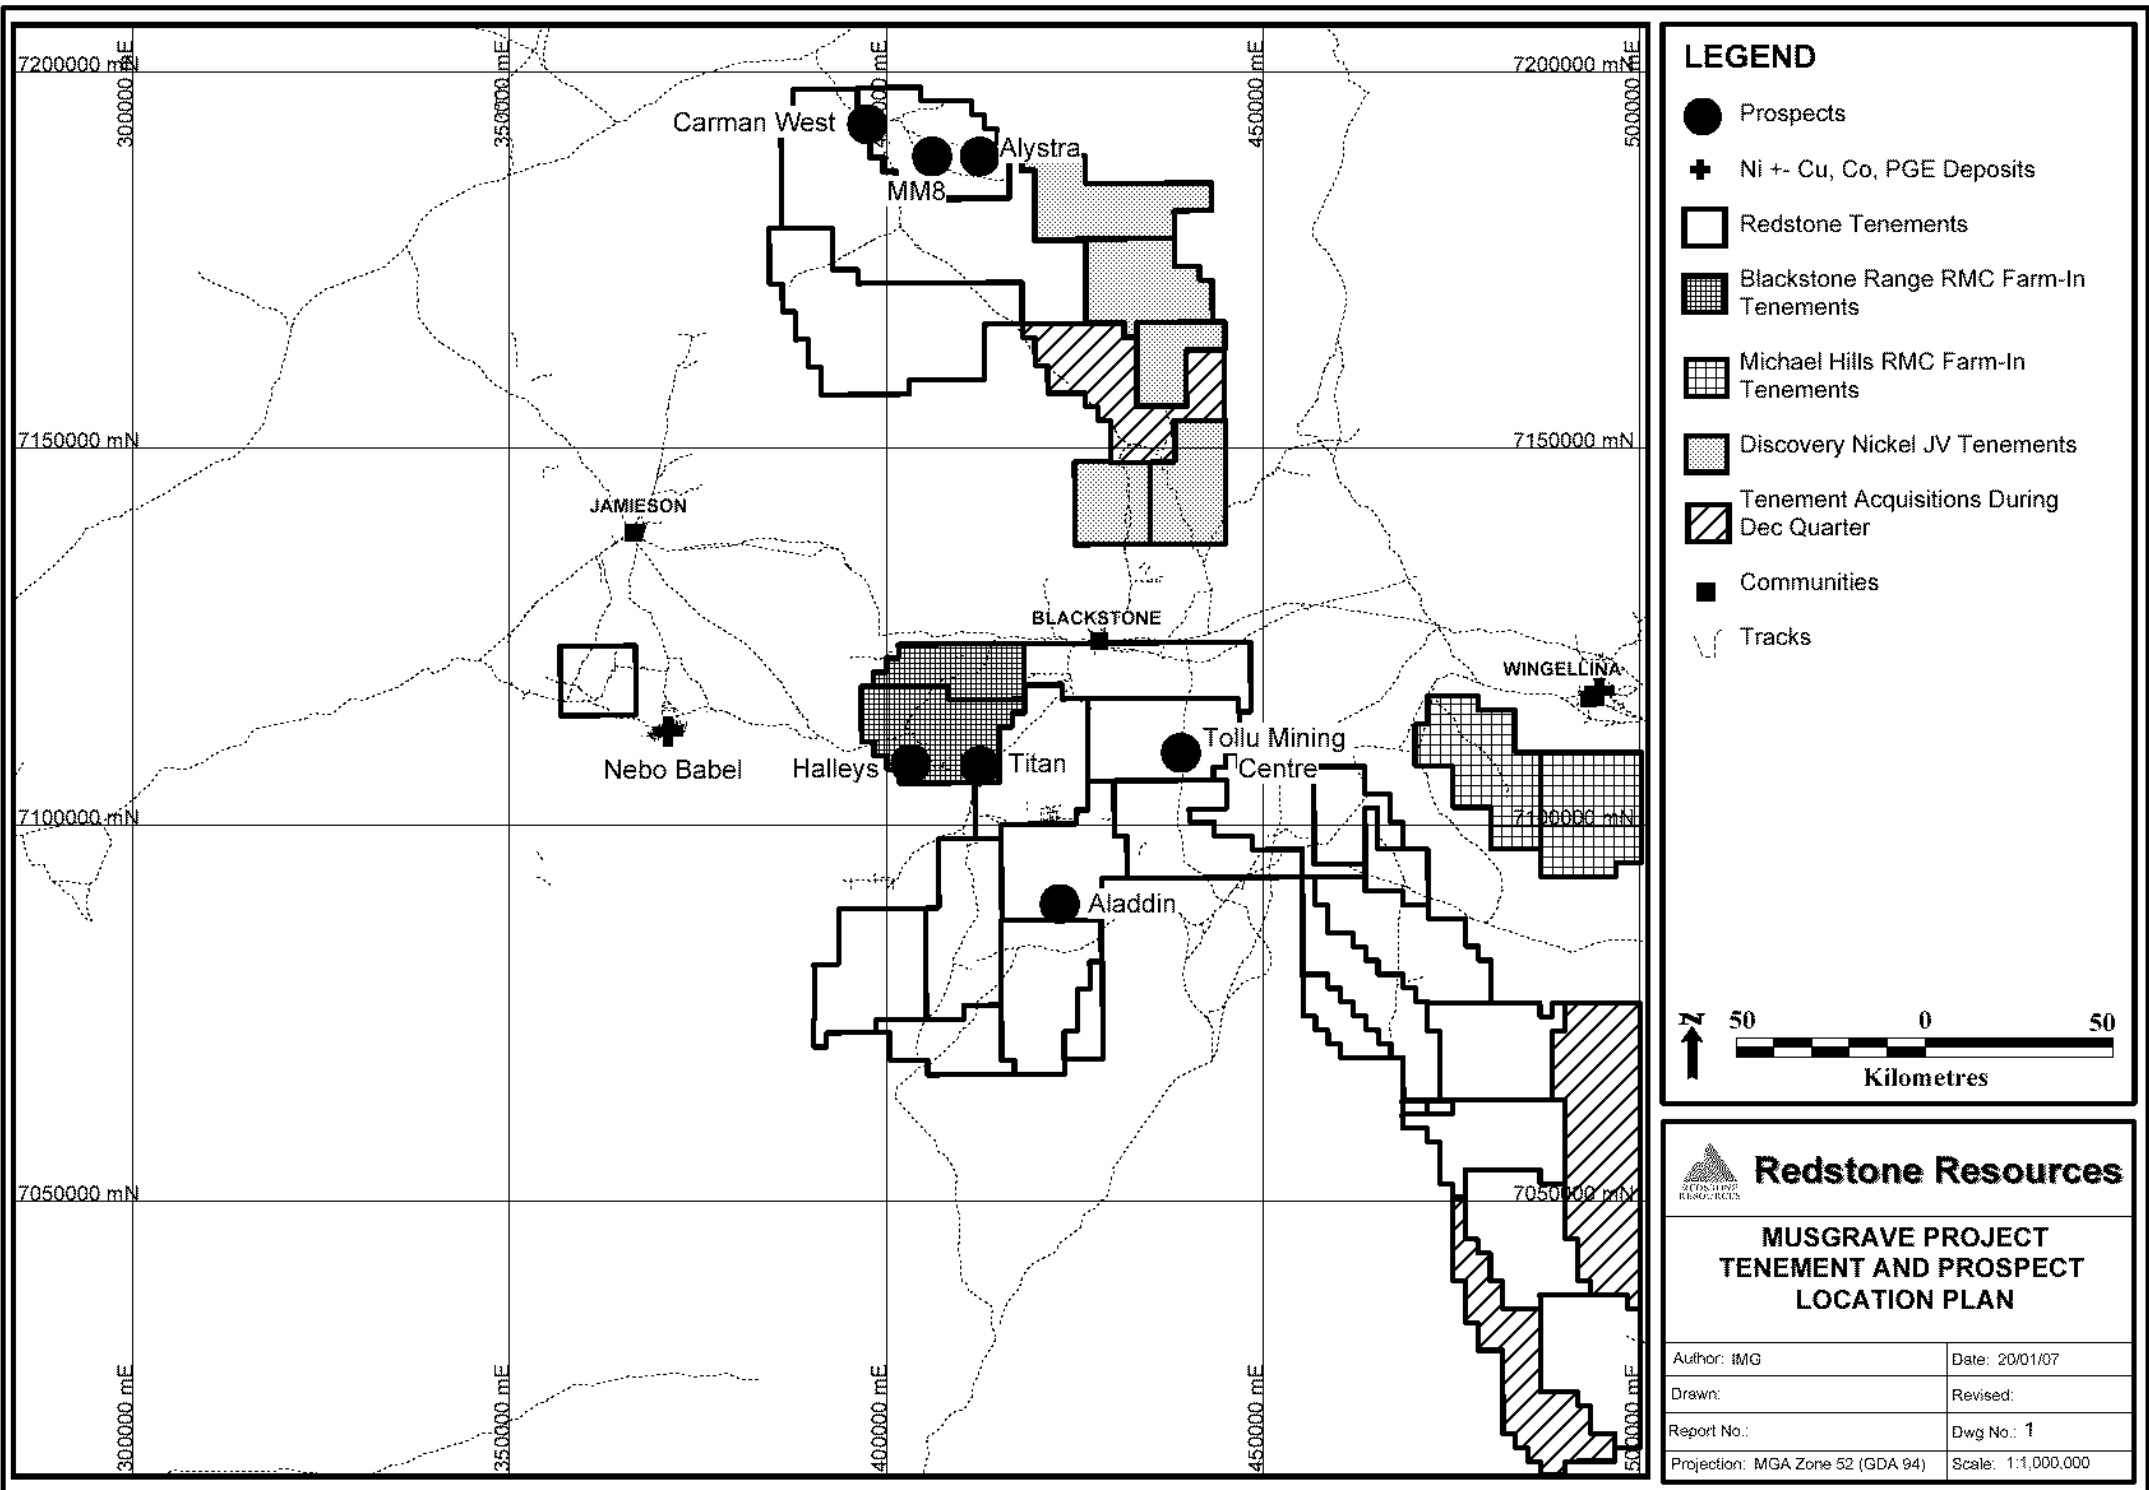 300000 mE
350000 mE
400000 mE
450000 mE
500000 mE
7200000 mN
7200000 mN
Carman West
Alystra
MM8
7150000 mN
7150000 mN
JAMIESON
BLACKSTONE
WINGELLINA
Nebo Babel
Halleys
Titan
Tollu Mining
Centre
7100000 mN
7100000 mN
Aladdin
7050000 mN
7050000 mN
300000 mE
350000 mE
400000 mE
450000 mE
500000 mE
LEGEND
Prospects
Ni +- Cu, Co, PGE Deposits
Redstone Tenements
Blackstone Range RMC Farm-In
Tenements
Michael Hills RMC Farm-In
Tenements
Discovery Nickel JV Tenements
Tenement Acquisitions During
Dec Quarter
Communities
Tracks
N
50 0 50
Kilometres
REDSTONE
RESOURCES
Redstone Resources
MUSGRAVE PROJECT
TENEMENT AND PROSPECT
LOCATION PLAN
Author: IMG
Date: 20/01/07
Drawn:
Revised:
Report No.:
Dwg No.: 1
Projection: MGA Zone 52 (GDA 94)
Scale: 1:1,000,000